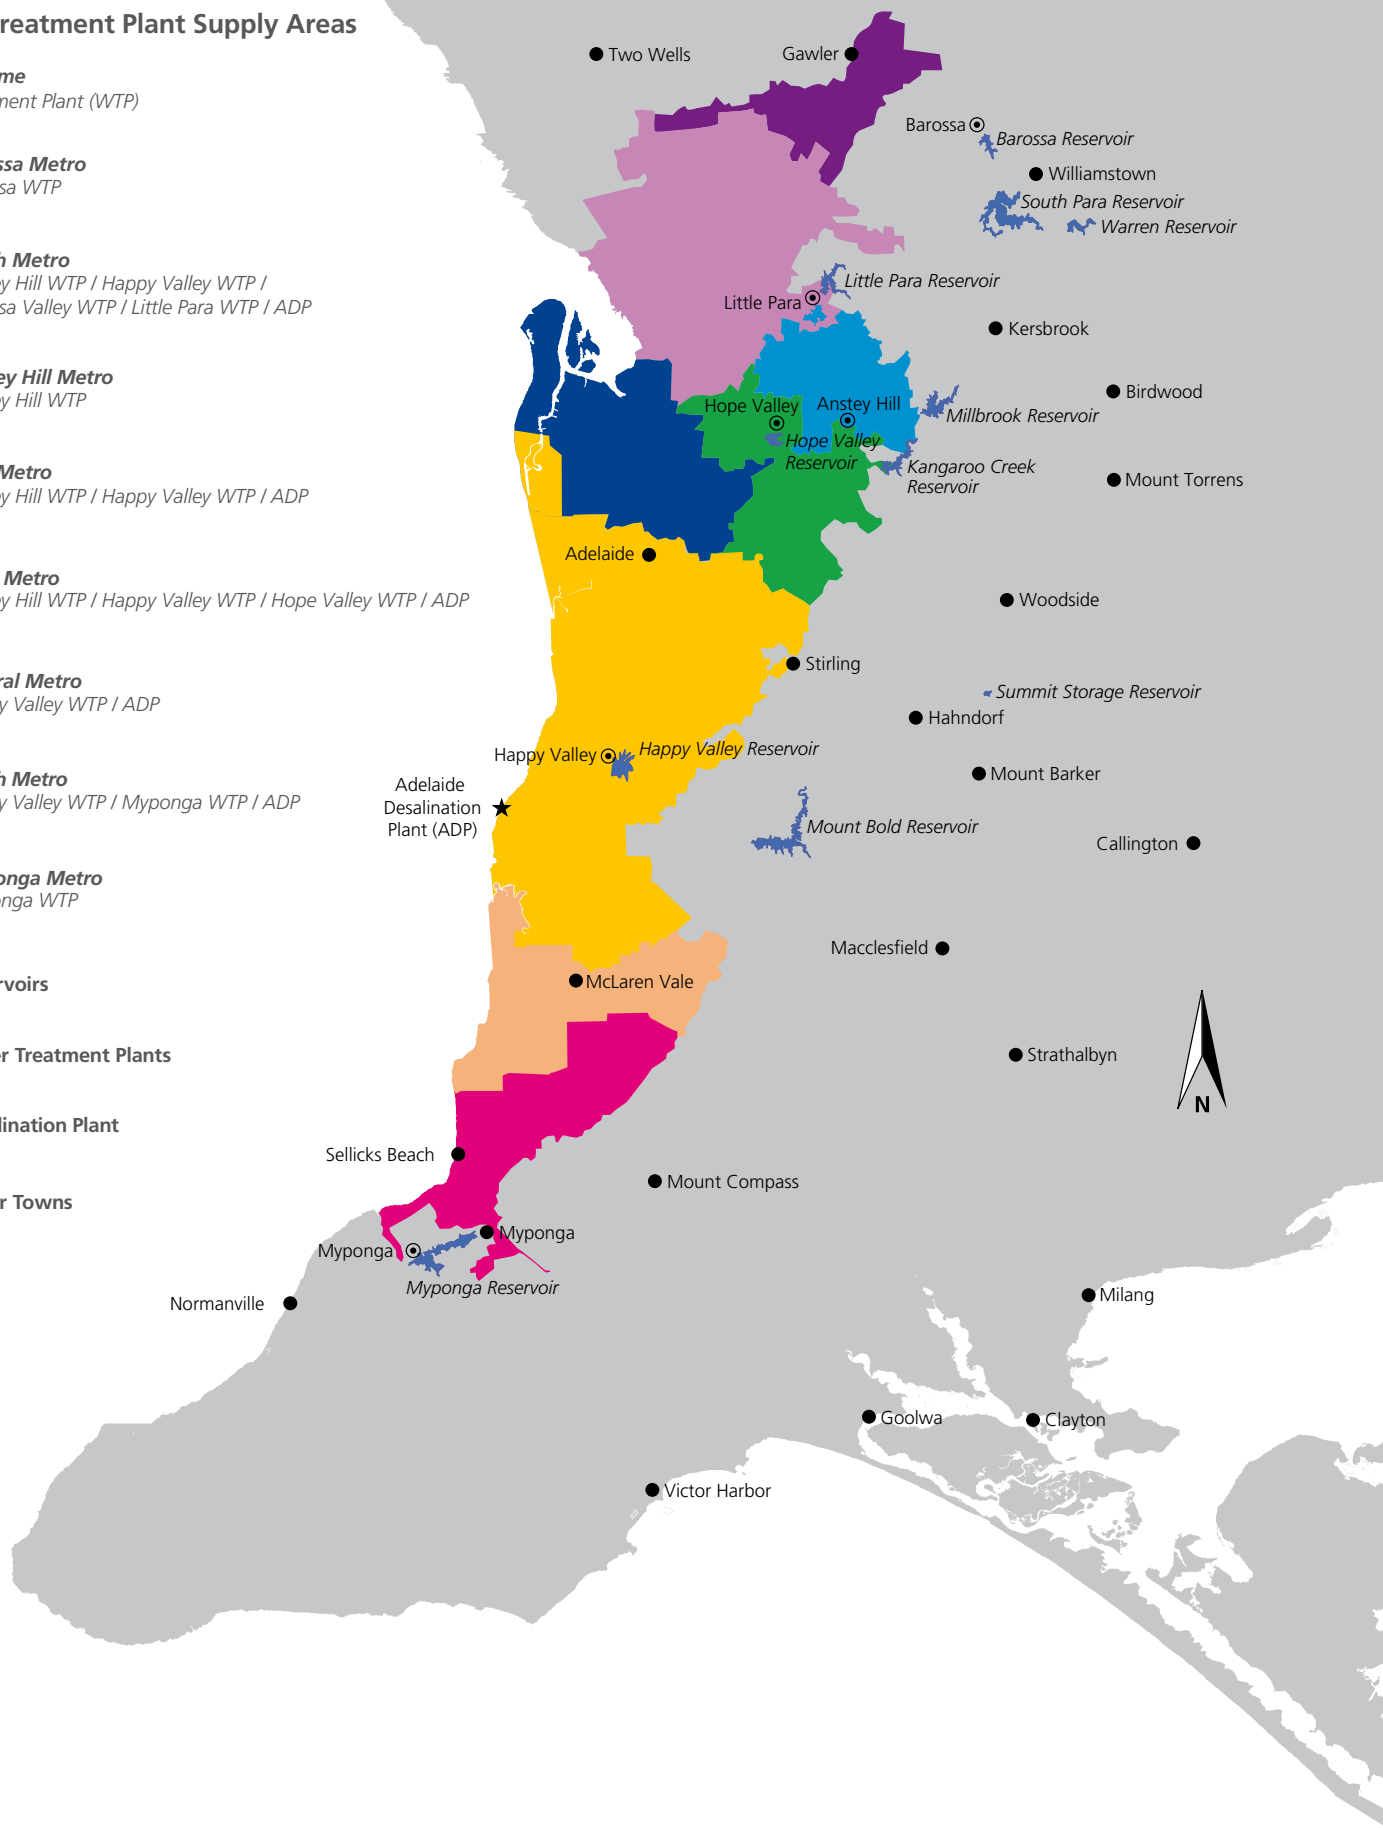 reatment Plant Supply Areas
me
ment Plant (WTP)
ssa Metro
sa WTP
h Metro
ey Hill WTP / Happy Valley WTP /
sa Valley WTP / Little Para WTP / ADP
ey Hill Metro
ey Hill WTP
Metro
ey Hill WTP / Happy Valley WTP / ADP
Metro
ey Hill WTP / Happy Valley WTP / Hope Valley WTP / ADP
ral Metro
y Valley WTP / ADP
h Metro
y Valley WTP / Myponga WTP / ADP
onga Metro
onga WTP
rvoirs
er Treatment Plants
lination Plant
r Towns
Two Wells
Gawler
Barossa
Barossa Reservoir
Williamstown
South Para Reservoir
Warren Reservoir
Little Para Reservoir
Little Para
Kersbrook
Birdwood
Hope Valley
Anstey Hill
Millbrook Reservoir
Hope Valley
Reservoir
Kangaroo Creek
Reservoir
Mount Torrens
Adelaide
Woodside
Stirling
Summit Storage Reservoir
Hahndorf
Happy Valley
Happy Valley Reservoir
Mount Barker
Adelaide
Desalination
Plant (ADP)
Mount Bold Reservoir
Callington
Macclesfield
McLaren Vale
Strathalbyn
N
Sellicks Beach
Mount Compass
Myponga
Myponga
Myponga Reservoir
Normanville
Milang
Goolwa
Clayton
Victor Harbor